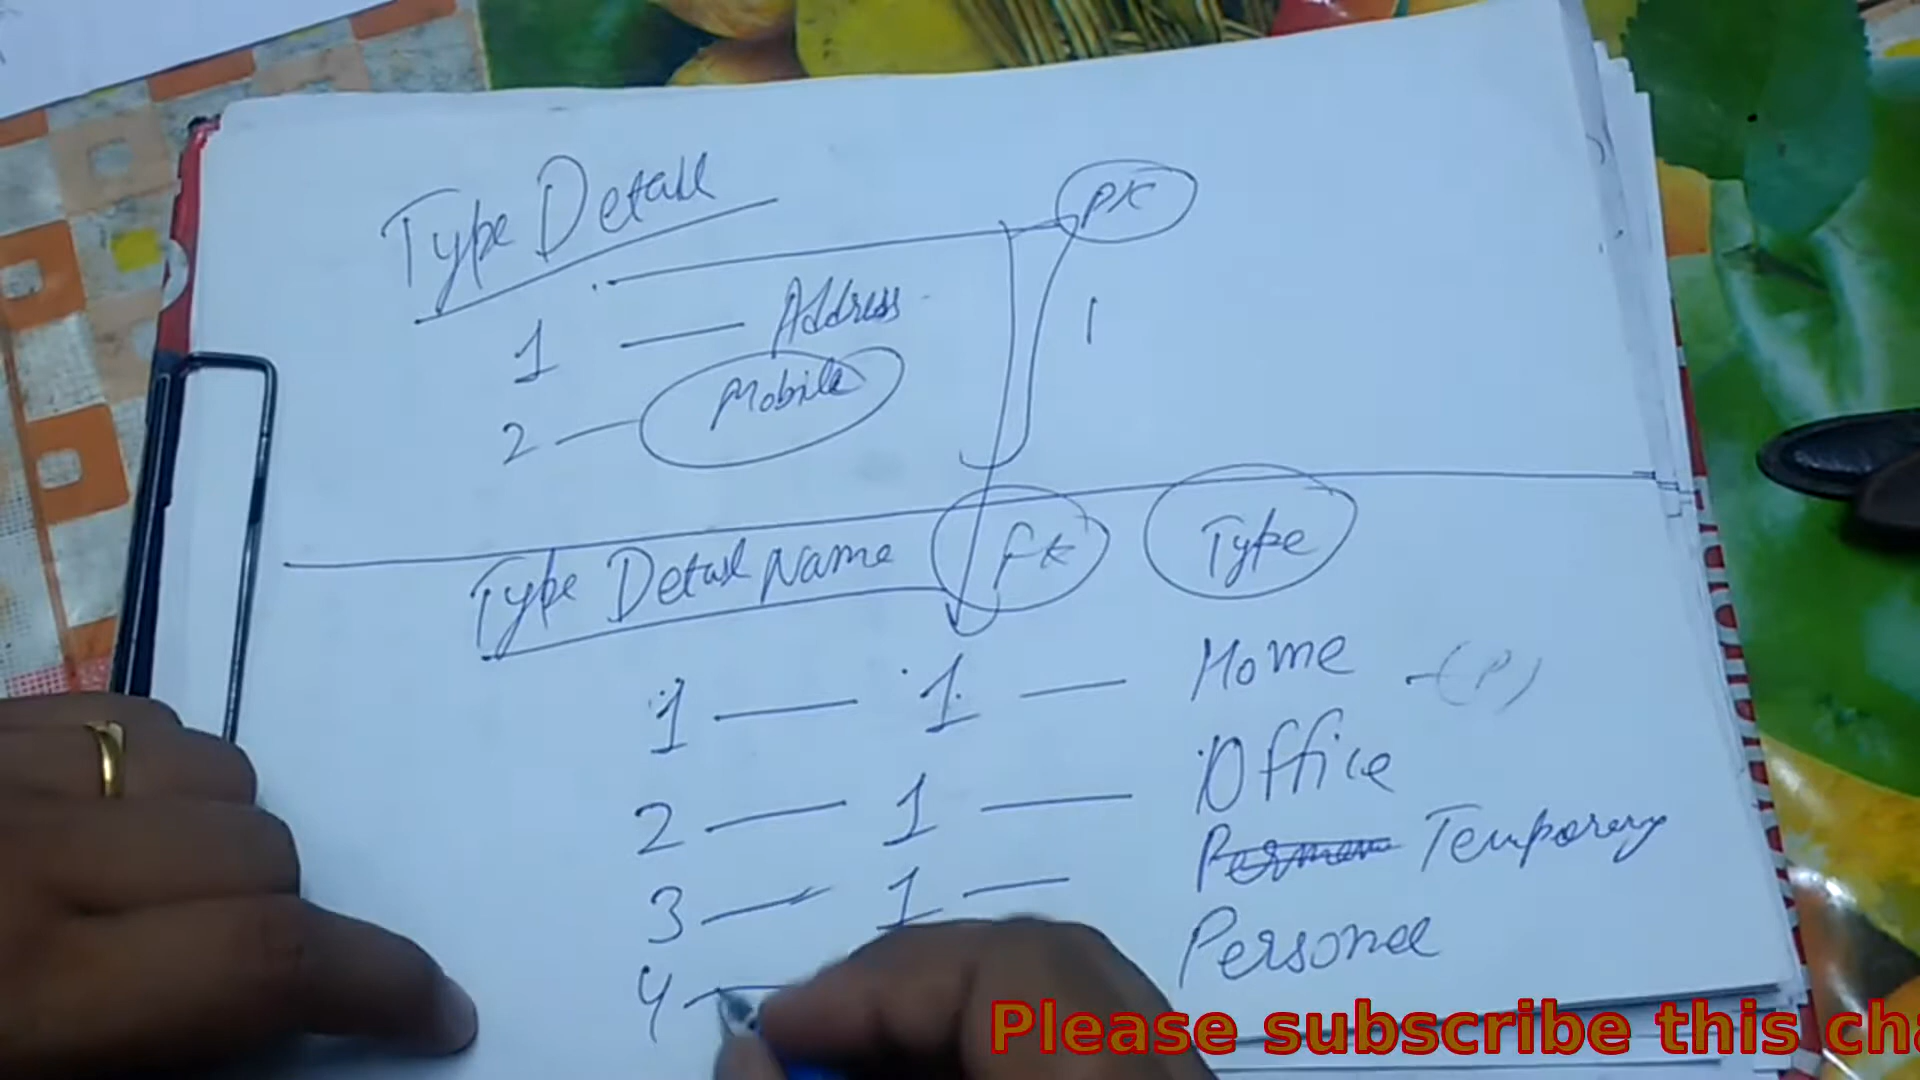 Type Detail
PK
1 — Address
1
2 — Mobile
Type Detail Name FK Type
1 — 1 — Home - (P)
2 — 1 — Office
3 — 1 — Temporary
4 — Personal
Please subscribe this cha